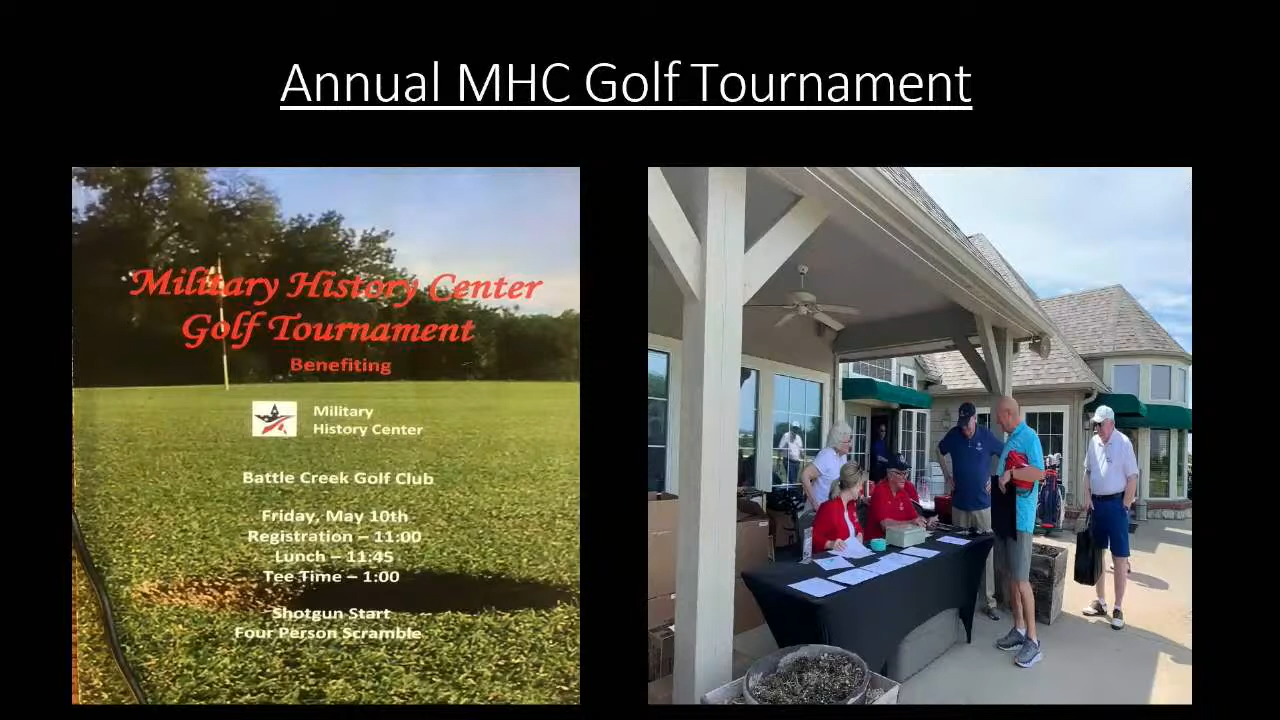 Annual MHC Golf Tournament
Military History Center
Golf Tournament
Benefiting
Military
History Center
Battle Creek Golf Club
Friday, May 10th
Registration – 11:00
Lunch – 11:45
Tee Time – 1:00
Shotgun Start
Four Person Scramble